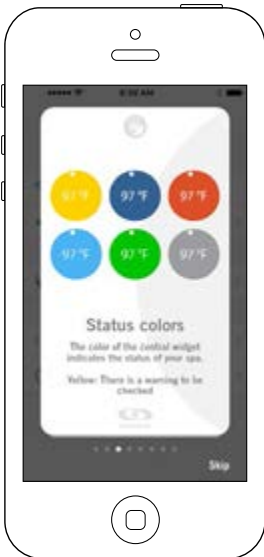 9:00 AM
97 °F 97 °F 97 °F
97 °F 97 °F 97 °F
Status colors
The color of the central widget
indicates the status of your spa.
Yellow: There is a warning to be
checked
Skip